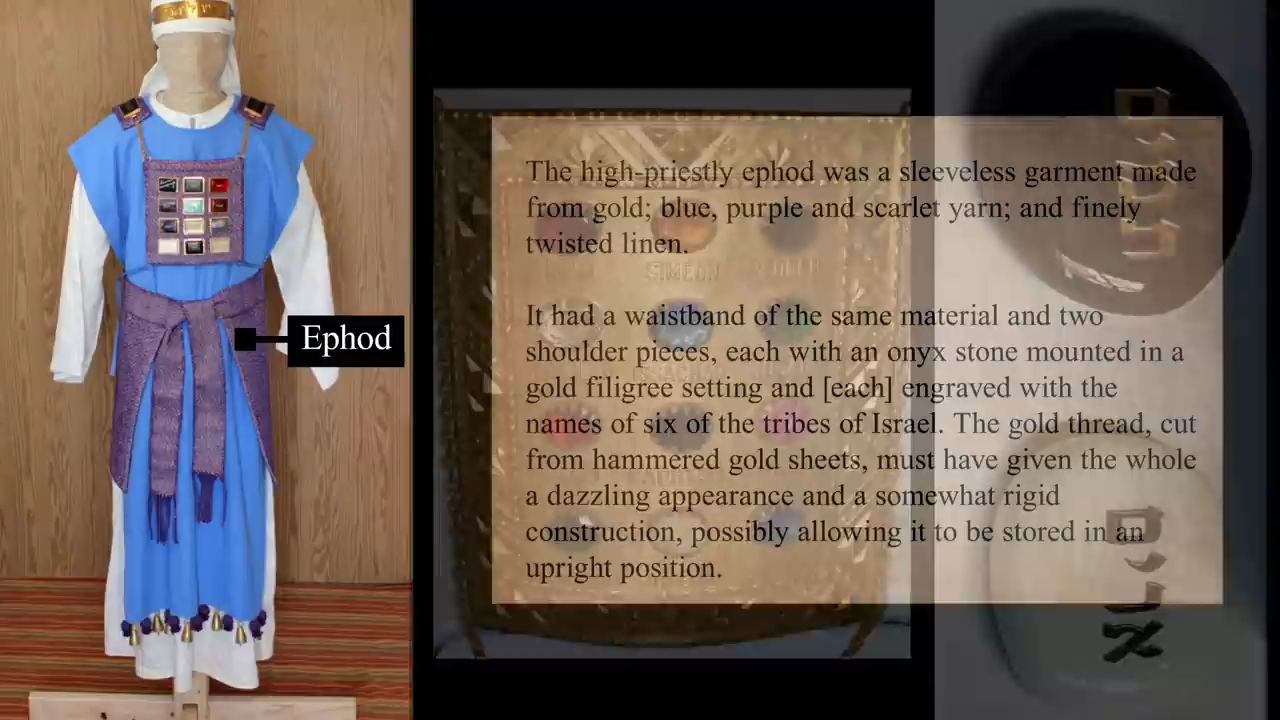 Ephod
The high-priestly ephod was a sleeveless garment made
from gold; blue, purple and scarlet yarn; and finely
twisted linen.
It had a waistband of the same material and two
shoulder pieces, each with an onyx stone mounted in a
gold filigree setting and [each] engraved with the
names of six of the tribes of Israel. The gold thread, cut
from hammered gold sheets, must have given the whole
a dazzling appearance and a somewhat rigid
construction, possibly allowing it to be stored in an
upright position.
SIMEON